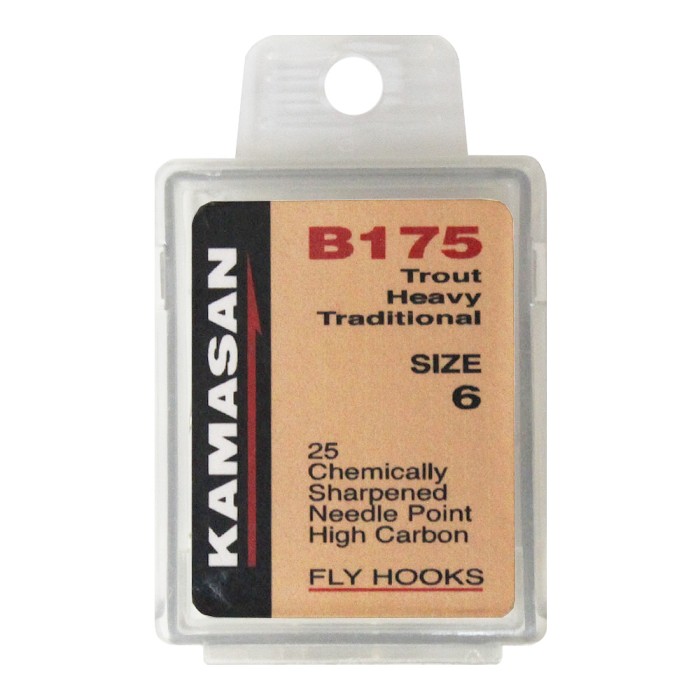 KAMASAN
B175
Trout
Heavy
Traditional
SIZE
6
25
Chemically
Sharpened
Needle Point
High Carbon
FLY HOOKS